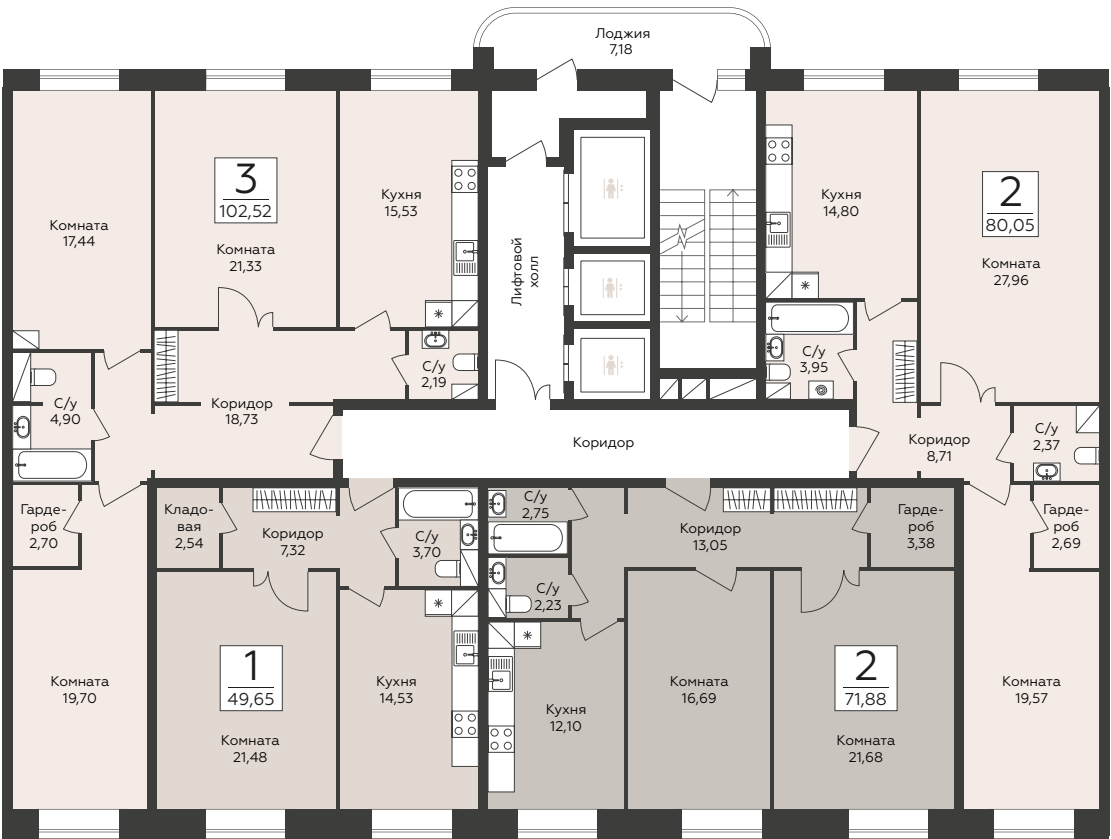 Лоджия
7,18
3
102,52
Комната
17,44
Комната
21,33
Кухня
15,53
Лифтовой
холл
Кухня
14,80
2
80,05
Комната
27,96
С/у
4,90
Коридор
18,73
С/у
2,19
Коридор
С/у
3,95
Коридор
8,71
С/у
2,37
Гарде-
роб
2,70
Кладо-
вая
2,54
Коридор
7,32
С/у
3,70
С/у
2,75
Коридор
13,05
Гарде-
роб
3,38
Гарде-
роб
2,69
С/у
2,23
Комната
19,70
1
49,65
Комната
21,48
Кухня
14,53
Кухня
12,10
Комната
16,69
2
71,88
Комната
21,68
Комната
19,57